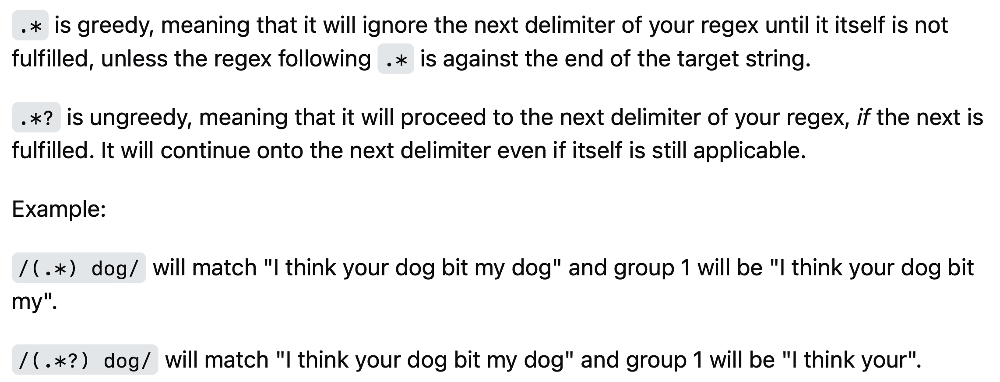 .* is greedy, meaning that it will ignore the next delimiter of your regex until it itself is not
fulfilled, unless the regex following .* is against the end of the target string.
.*? is ungreedy, meaning that it will proceed to the next delimiter of your regex, if the next is
fulfilled. It will continue onto the next delimiter even if itself is still applicable.
Example:
/(.*) dog/ will match "I think your dog bit my dog" and group 1 will be "I think your dog bit
my".
/(.*?) dog/ will match "I think your dog bit my dog" and group 1 will be "I think your".